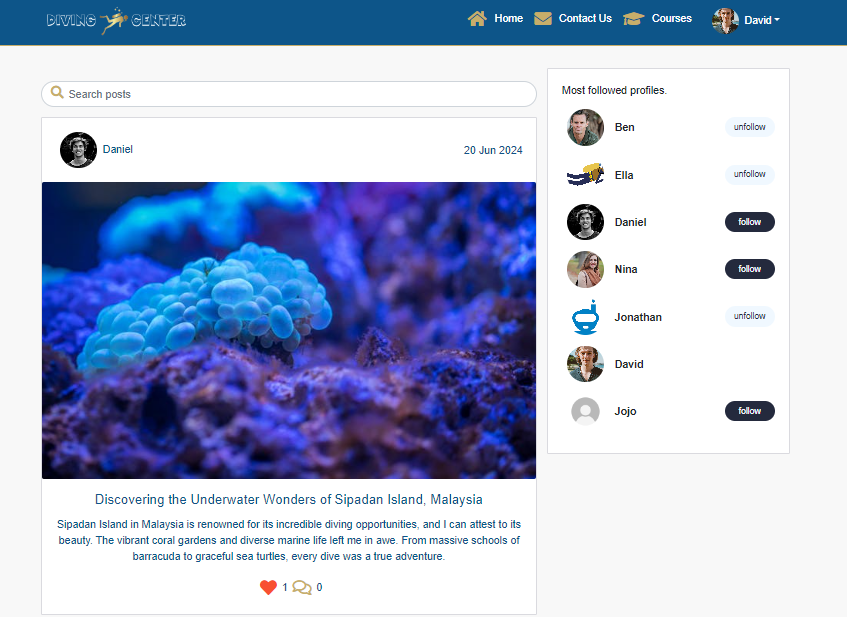 DIVING CENTER
Home
Contact Us
Courses
David
Search posts
Daniel
20 Jun 2024
Discovering the Underwater Wonders of Sipadan Island, Malaysia
Sipadan Island in Malaysia is renowned for its incredible diving opportunities, and I can attest to its
beauty. The vibrant coral gardens and diverse marine life left me in awe. From massive schools of
barracuda to graceful sea turtles, every dive was a true adventure.
1
0
Most followed profiles.
Ben
unfollow
Ella
unfollow
Daniel
follow
Nina
follow
Jonathan
unfollow
David
Jojo
follow